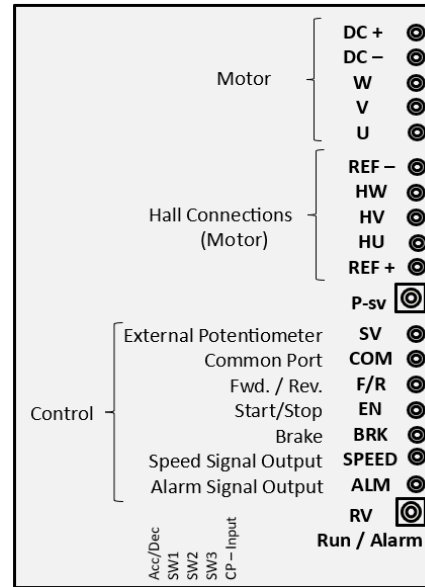 DC +
DC –
Motor W
V
U
REF –
HW
Hall Connections HV
(Motor) HU
REF +
P-sv
External Potentiometer SV
Common Port COM
Fwd. / Rev. F/R
Control Start/Stop EN
Brake BRK
Speed Signal Output SPEED
Alarm Signal Output ALM
RV
Run / Alarm
Acc/Dec
SW1
SW2
SW3
CP – Input